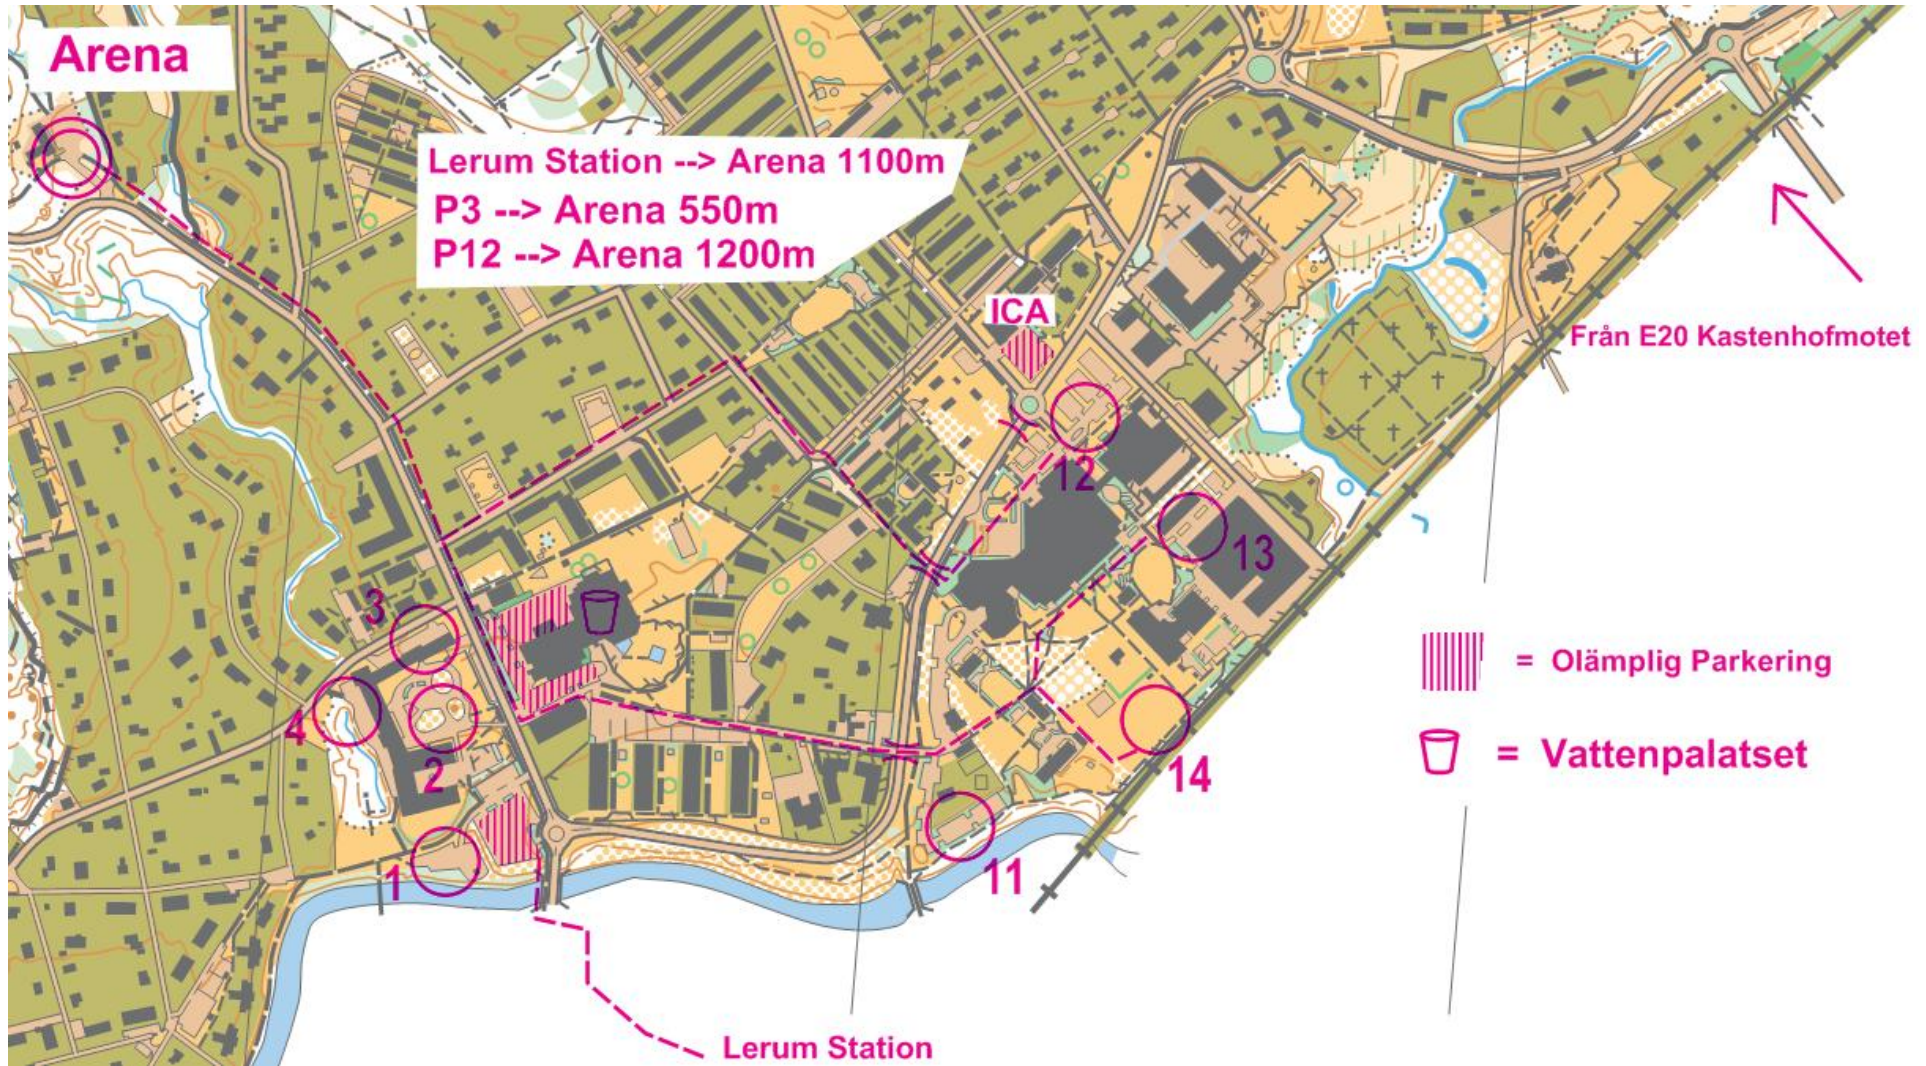 Arena
Lerum Station --> Arena 1100m
P3 --> Arena 550m
P12 --> Arena 1200m
ICA
Från E20 Kastenhofmotet
12
13
3
4
2
14
1
11
= Olämplig Parkering
= Vattenpalatset
Lerum Station